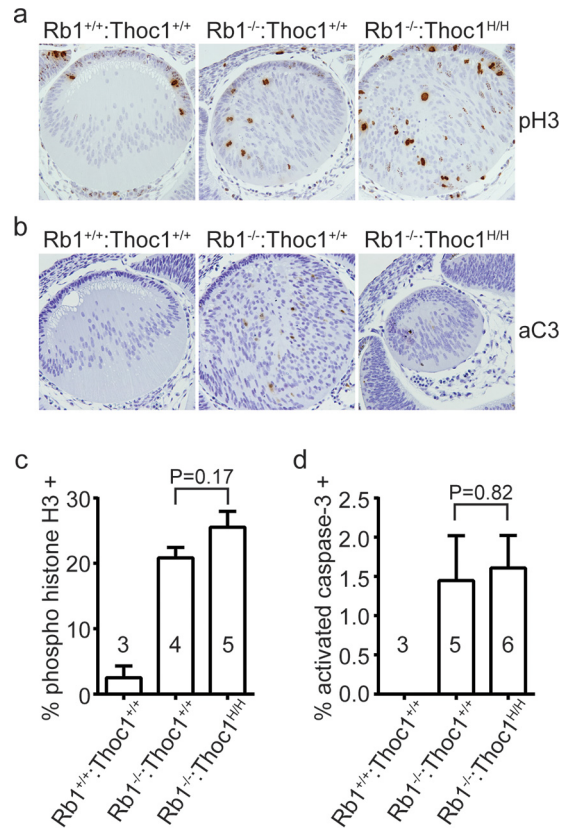 a
Rb1+/+:Thoc1+/+ Rb1-/-:Thoc1+/+ Rb1-/-:Thoc1H/H
pH3
b
Rb1+/+:Thoc1+/+ Rb1-/-:Thoc1+/+ Rb1-/-:Thoc1H/H
aC3
c
P=0.17
% phospho histone H3 +
30
20
10
0
3 4 5
Rb1+/+:Thoc1+/+
Rb1-/-:Thoc1+/+
Rb1-/-:Thoc1H/H
d
P=0.82
% activated caspase-3 +
2.5
2.0
1.5
1.0
0.5
0.0
3 5 6
Rb1+/+:Thoc1+/+
Rb1-/-:Thoc1+/+
Rb1-/-:Thoc1H/H